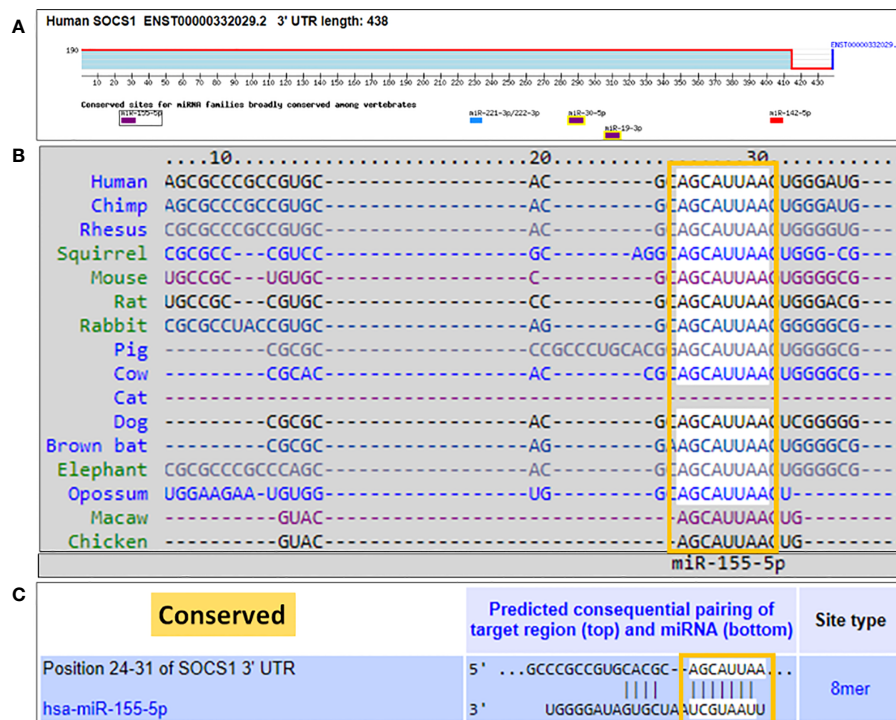 A
Human SOCS1 ENST00000332029.2 3' UTR length: 438
190
ENST00000332029.
10 20 30 40 50 60 70 80 90 100 110 120 130 140 150 160 170 180 190 200 210 220 230 240 250 260 270 280 290 300 310 320 330 340 350 360 370 380 390 400 410 420 430
Conserved sites for miRNA families broadly conserved among vertebrates
miR-155-5p miR-221-3p/222-3p miR-30-5p miR-142-5p
miR-19-3p
B
....10...........................20..................30.........
Human AGCGCCCGCCGUGC------------------AC---------GCAGCAUUAACUGGGAUG---
Chimp AGCGCCCGCCGUGC------------------AC---------GCAGCAUUAACUGGGAUG---
Rhesus CGCGCCCGCCGUGC------------------AC---------GCAGCAUUAACUGGGGUG---
Squirrel CGCGCC---CGUCC------------------GC-------AGGCAGCAUUAACUGGG-CG---
Mouse UGCCGC---UGUGC------------------C----------GCAGCAUUAACUGGGGCG---
Rat UGCCGC---CGUGC------------------CC---------GCAGCAUUAACUGGGACG---
Rabbit CGCGCCUACCGUGC------------------AG---------GCAGCAUUAACGGGGGCG---
Pig ---------CGCGC------------------CCGCCCUGCACGGAGCAUUAACUGGGGCG---
Cow ---------CGCAC------------------AC--------CGCAGCAUUAACUGGGGCG---
Cat ----------------------------------------------------------------
Dog ---------CGCGC------------------AC---------GCAGCAUUAACUCGGGGG---
Brown bat ---------CGCGC------------------AG---------GAAGCAUUAACUGGGGCG---
Elephant CGCGCCCGCCCAGC------------------AC---------GCAGCAUUAACUGGGGCG---
Opossum UGGAAGAA-UGUGG------------------UG---------GCAGCAUUAACU---------
Macaw ----------GUAC-------------------------------AGCAUUAACUG--------
Chicken ----------GUAC-------------------------------AGCAUUAACUG--------
miR-155-5p
C
Conserved
Predicted consequential pairing of
target region (top) and miRNA (bottom)
Site type
Position 24-31 of SOCS1 3' UTR
5' ...GCCCGCCGUGCACGC--AGCAUUAA...
8mer
hsa-miR-155-5p
3' UGGGGAUAGUGCUAAUCGUAAUU